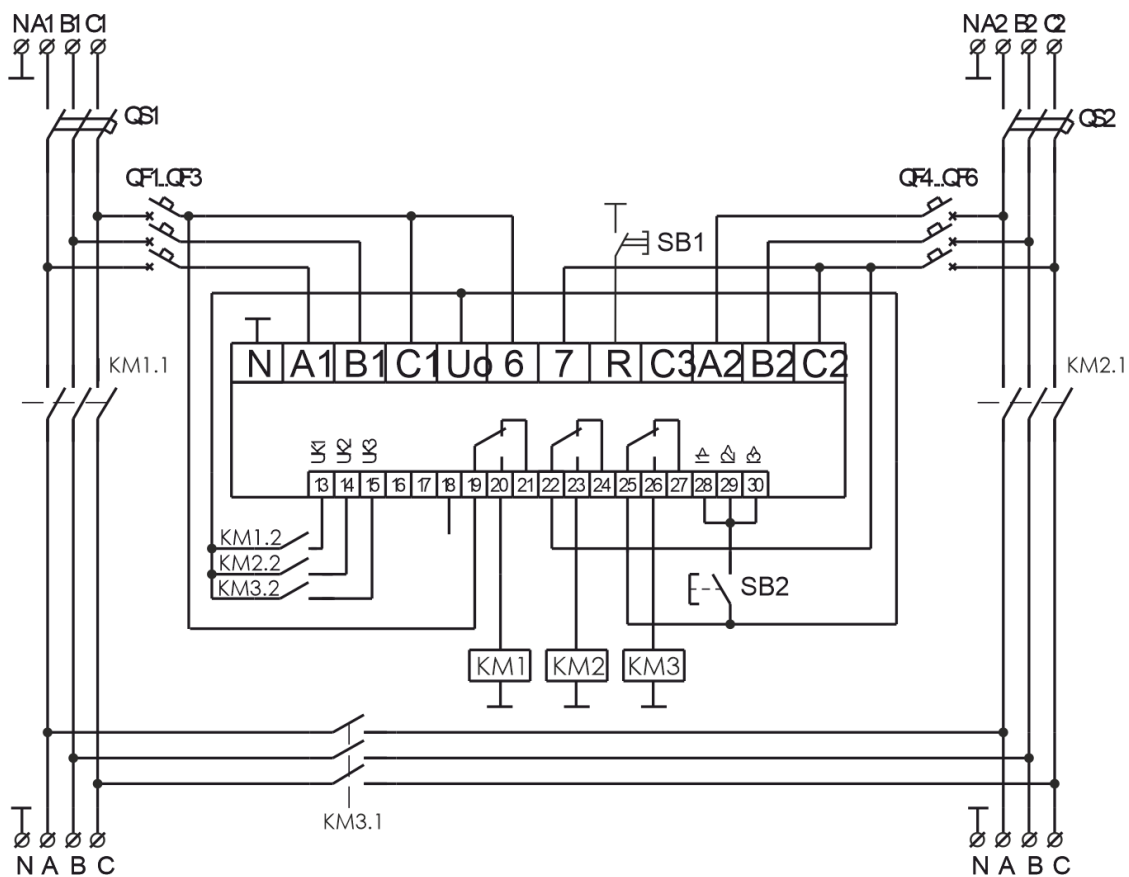 N A1 B1 C1
N A2 B2 C2
QS1
QS2
QF1...QF3
QF4...QF6
SB1
N A1 B1 C1 Uo 6 7 R C3 A2 B2 C2
KM1.1
KM2.1
UK1 UK2 UK3
13 14 15 16 17 18 19 20 21 22 23 24 25 26 27 28 29 30
KM1.2
KM2.2
KM3.2
SB2
KM1 KM2 KM3
KM3.1
N A B C
N A B C